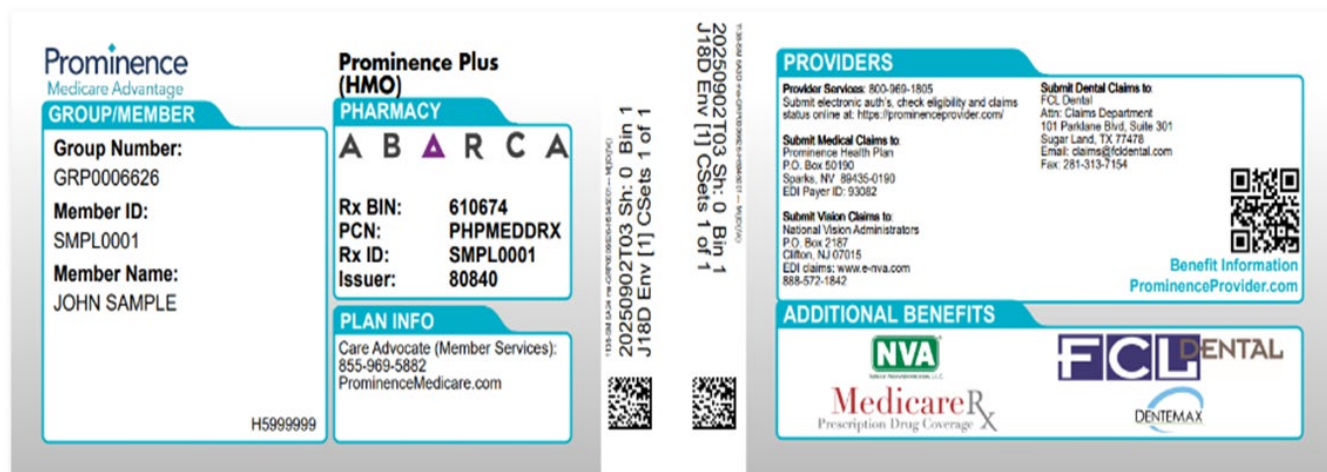 Prominence
Medicare Advantage
Prominence Plus
(HMO)
GROUP/MEMBER
Group Number:
GRP0006626
Member ID:
SMPL0001
Member Name:
JOHN SAMPLE
H5999999
PHARMACY
ABARCA
Rx BIN: 610674
PCN: PHPMEDDRX
Rx ID: SMPL0001
Issuer: 80840
PLAN INFO
Care Advocate (Member Services):
855-969-5882
ProminenceMedicare.com
20250902T03 Sh: 0 Bin 1
J18D Env [1] CSets 1 of 1
20250902T03 Sh: 0 Bin 1
J18D Env [1] CSets 1 of 1
PROVIDERS
Provider Services: 800-969-1805
Submit electronic auth's, check eligibility and claims
status online at: https://prominenceprovider.com/
Submit Medical Claims to:
Prominence Health Plan
P.O. Box 50190
Sparks, NV 89435-0190
EDI Payer ID: 93082
Submit Vision Claims to:
National Vision Administrators
P.O. Box 2187
Clifton, NJ 07015
EDI claims: www.e-nva.com
888-572-1842
Submit Dental Claims to:
FCL Dental
Attn: Claims Department
101 Parklane Blvd, Suite 301
Sugar Land, TX 77478
Email: claims@fcldental.com
Fax: 281-313-7154
Benefit Information
ProminenceProvider.com
ADDITIONAL BENEFITS
NVA
FCL DENTAL
MedicareRx
Prescription Drug Coverage
DENTEMAX